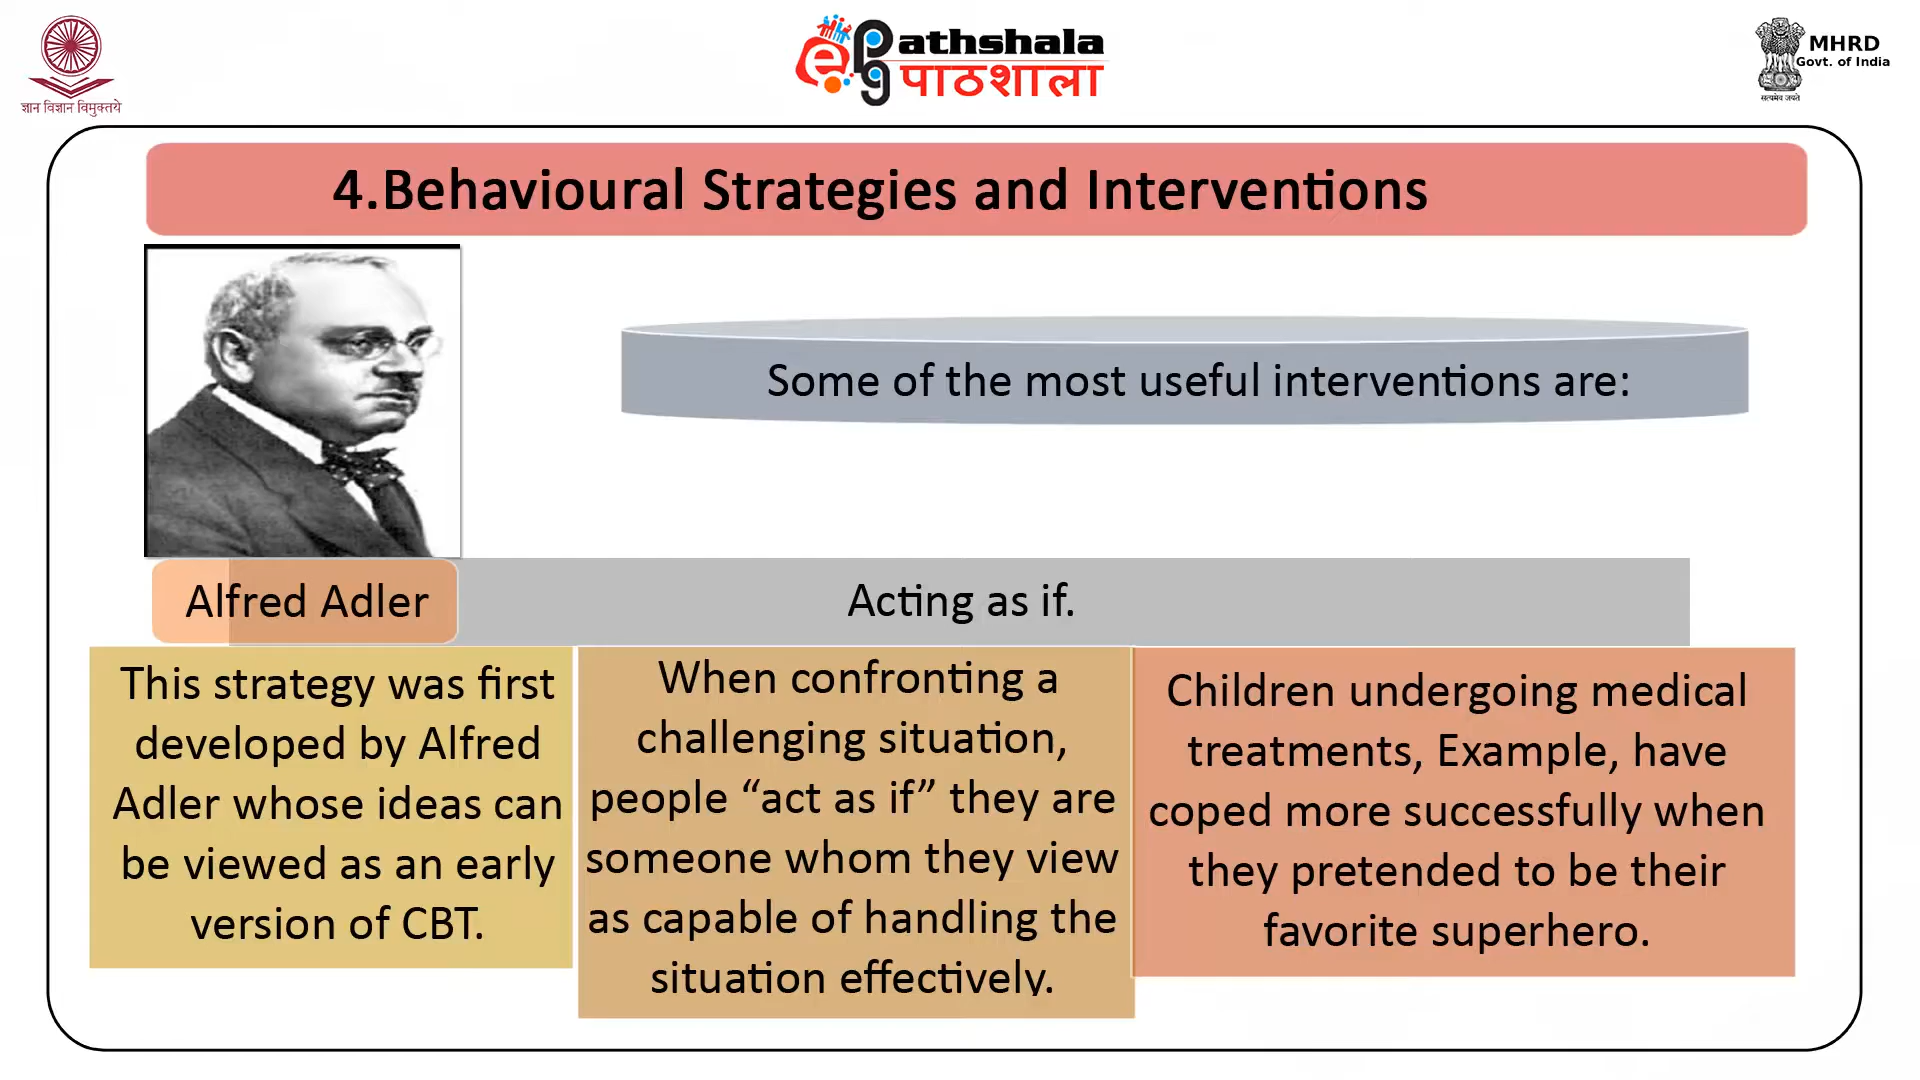 ज्ञान विज्ञान विमुक्तये
e
Pg
athshala
पाठशाला
MHRD
Govt. of India
सत्यमेव जयते
4.Behavioural Strategies and Interventions
Some of the most useful interventions are:
Alfred Adler
Acting as if.
This strategy was first
developed by Alfred
Adler whose ideas can
be viewed as an early
version of CBT.
When confronting a
challenging situation,
people “act as if” they are
someone whom they view
as capable of handling the
situation effectively.
Children undergoing medical
treatments, Example, have
coped more successfully when
they pretended to be their
favorite superhero.